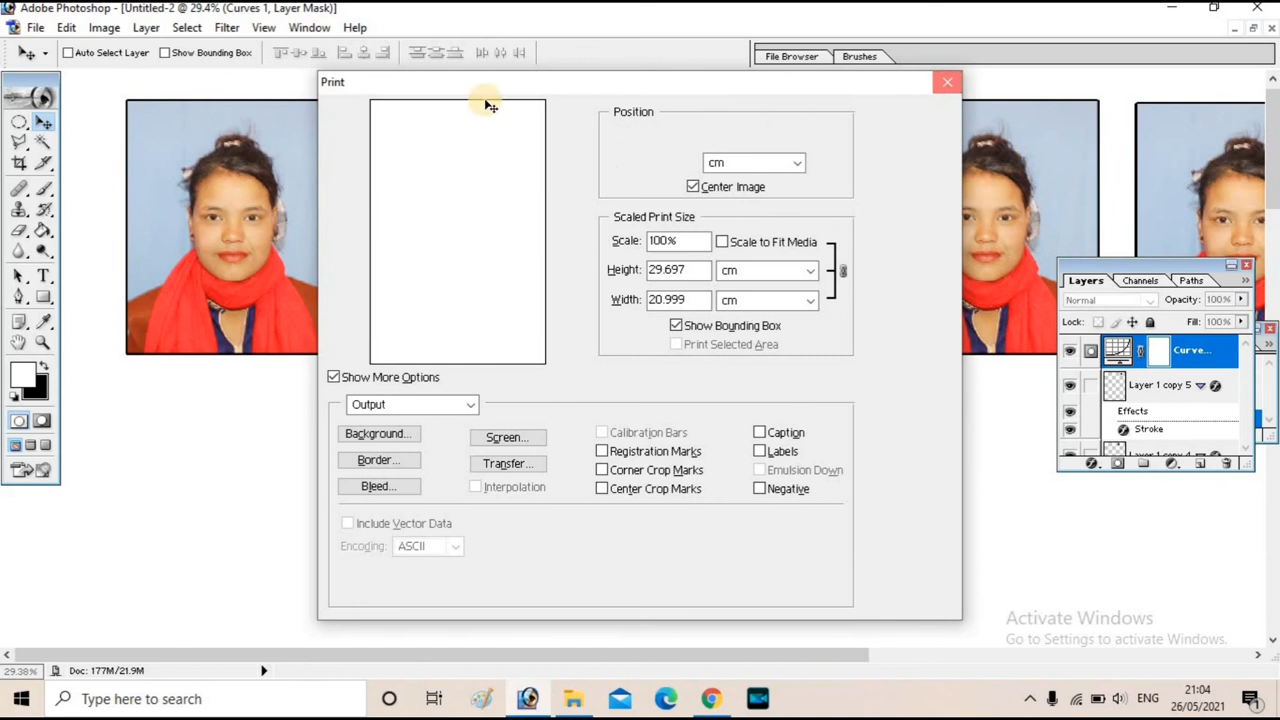 Adobe Photoshop - [Untitled-2 @ 29.4% (Curves 1, Layer Mask)]
File Edit Image Layer Select Filter View Window Help
Auto Select Layer Show Bounding Box
File Browser Brushes
Print
Position
cm
Center Image
Scaled Print Size
Scale: 100% Scale to Fit Media
Height: 29.697 cm
Width: 20.999 cm
Show Bounding Box
Print Selected Area
Show More Options
Output
Background...
Border...
Bleed...
Screen...
Transfer...
Interpolation
Calibration Bars
Registration Marks
Corner Crop Marks
Center Crop Marks
Caption
Labels
Emulsion Down
Negative
Include Vector Data
Encoding: ASCII
Layers Channels Paths
Normal Opacity: 100%
Lock: Fill: 100%
Curve...
Layer 1 copy 5
Effects
Stroke
Activate Windows
Go to Settings to activate Windows.
29.38% Doc: 177M/21.9M
Type here to search
ENG
21:04
26/05/2021
1